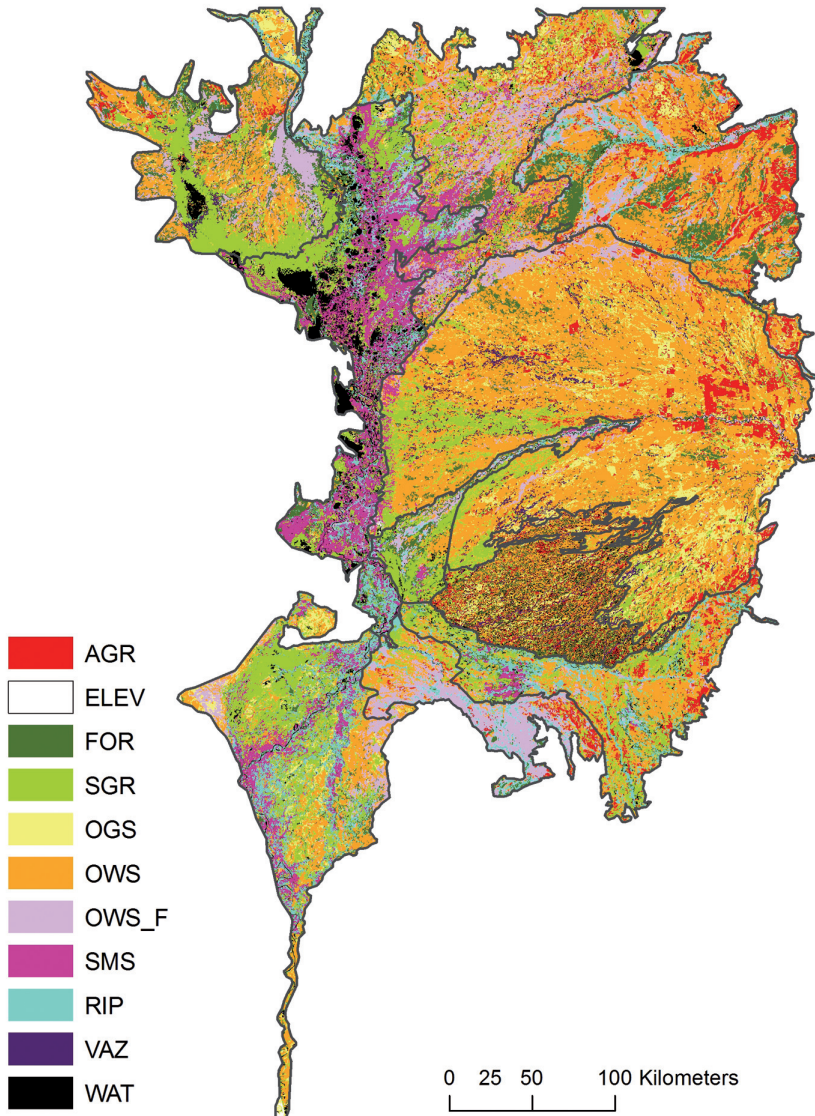 AGR
ELEV
FOR
SGR
OGS
OWS
OWS_F
SMS
RIP
VAZ
WAT
0 25 50 100 Kilometers